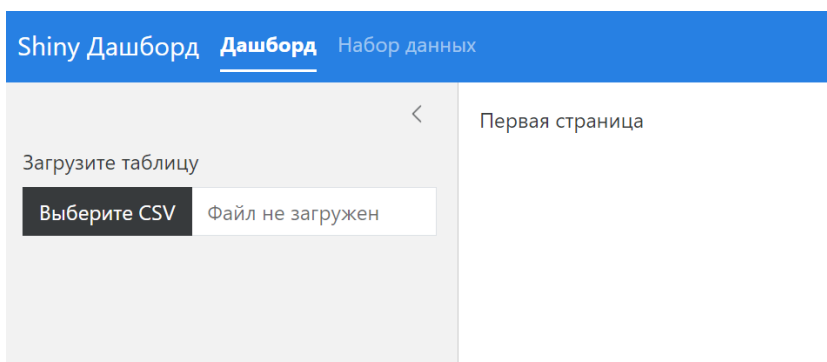 Shiny Дашборд Дашборд Набор данных
Первая страница
Загрузите таблицу
Выберите CSV Файл не загружен